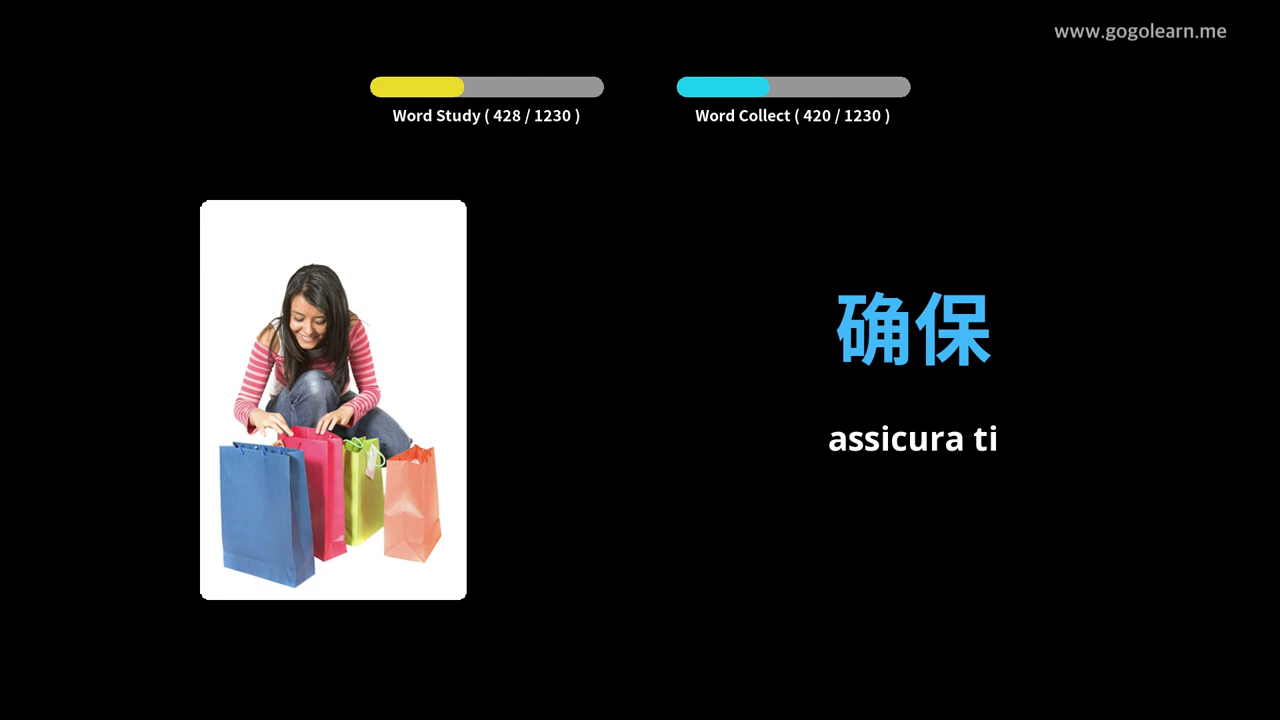 www.gogolearn.me
Word Study ( 428 / 1230 )
Word Collect ( 420 / 1230 )
确保
assicura ti